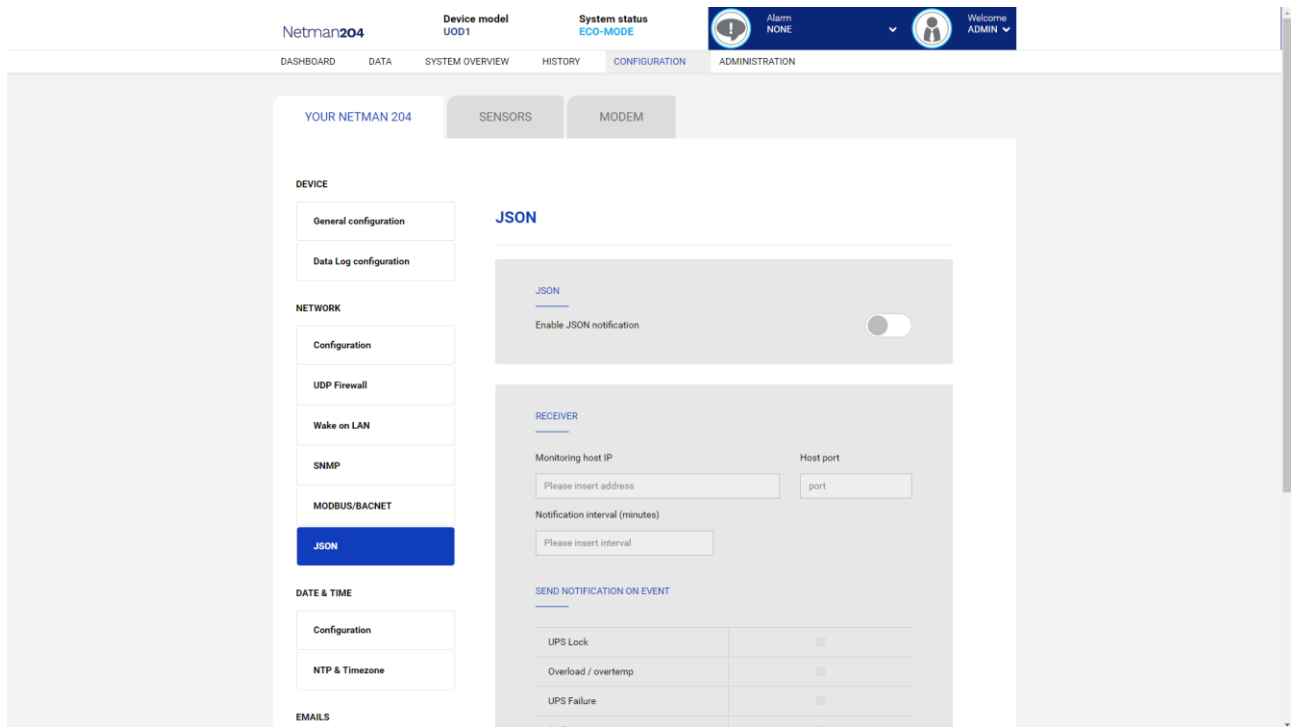 Netman204
Device model
UOD1
System status
ECO-MODE
Alarm
NONE
Welcome
ADMIN
DASHBOARD DATA SYSTEM OVERVIEW HISTORY CONFIGURATION ADMINISTRATION
YOUR NETMAN 204 SENSORS MODEM
DEVICE
General configuration
Data Log configuration
NETWORK
Configuration
UDP Firewall
Wake on LAN
SNMP
MODBUS/BACNET
JSON
DATE & TIME
Configuration
NTP & Timezone
EMAILS
JSON
JSON
Enable JSON notification
RECEIVER
Monitoring host IP Host port
Please insert address port
Notification interval (minutes)
Please insert interval
SEND NOTIFICATION ON EVENT
UPS Lock
Overload / overtemp
UPS Failure